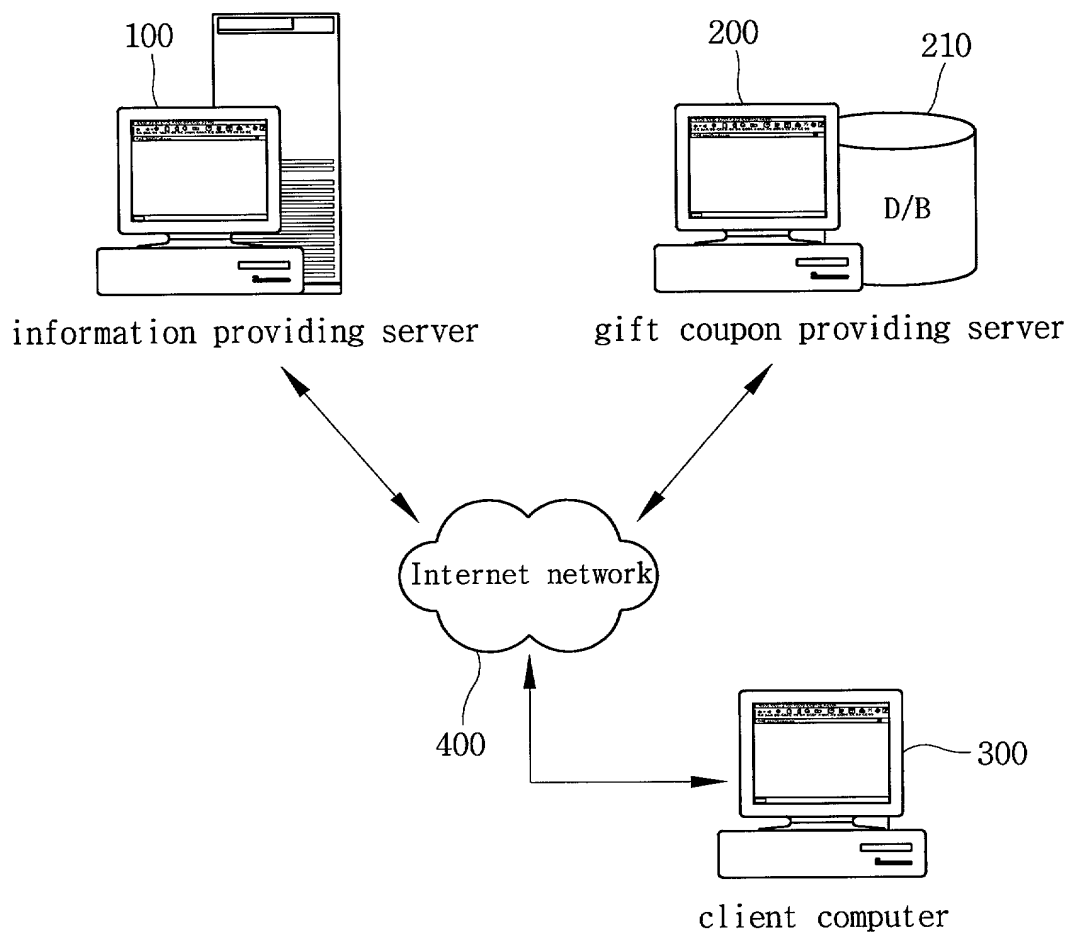 100
200
210
D/B
information providing server
gift coupon providing server
Internet network
400
300
client computer